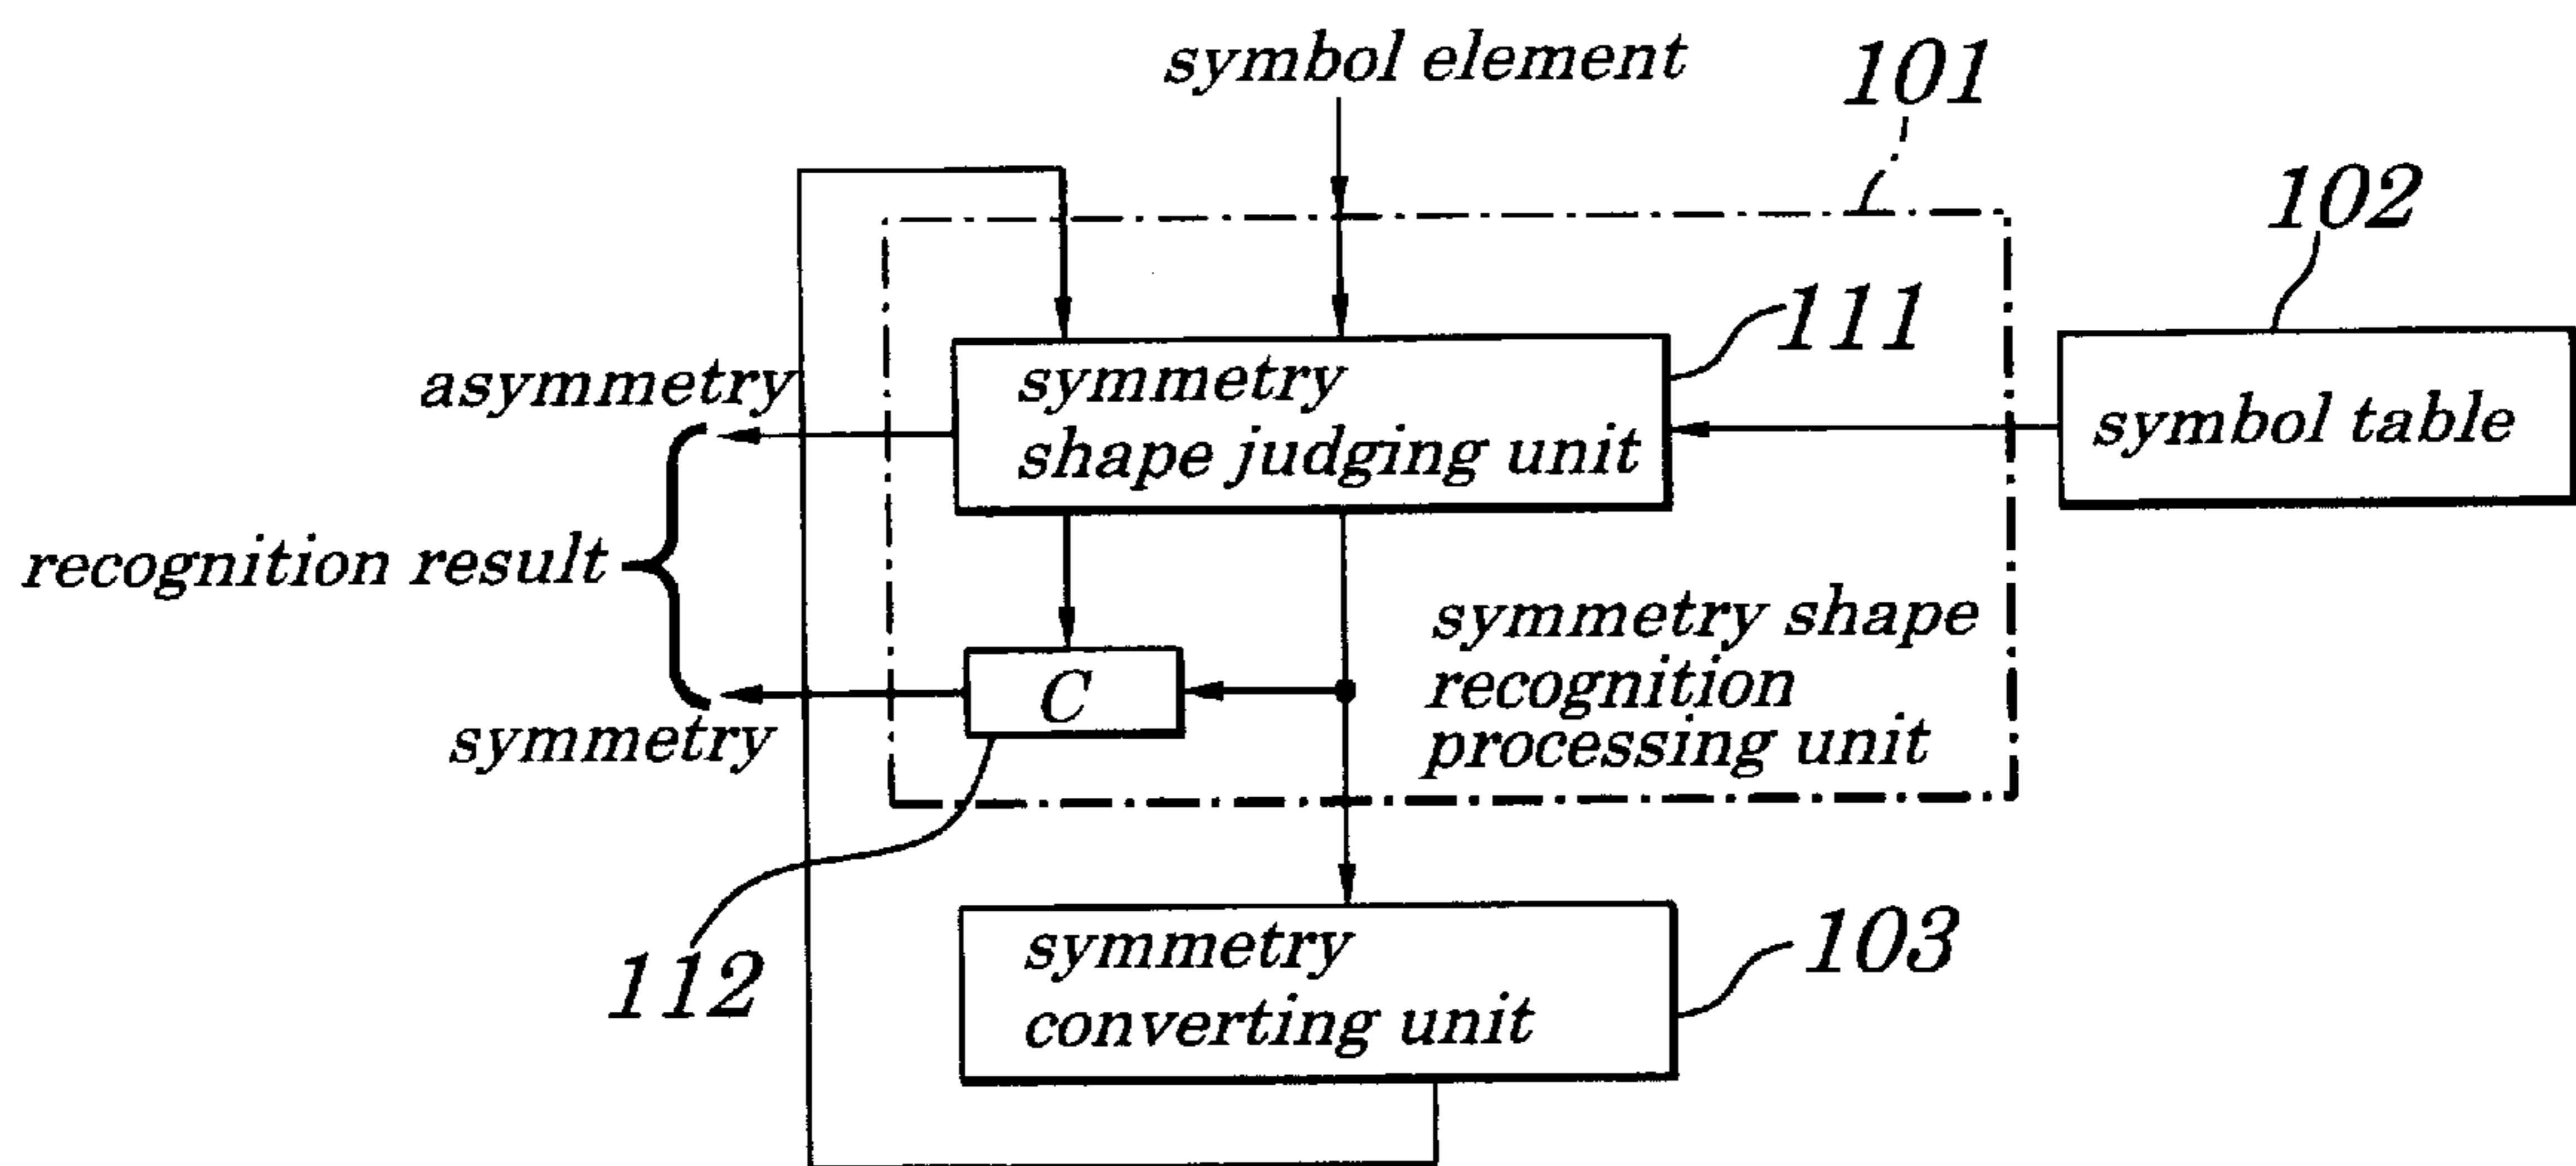 symbol element
101
102
111
asymmetry
symmetry
shape judging unit
symbol table
recognition result
symmetry shape
recognition
processing unit
C
symmetry
112
symmetry
converting unit
103